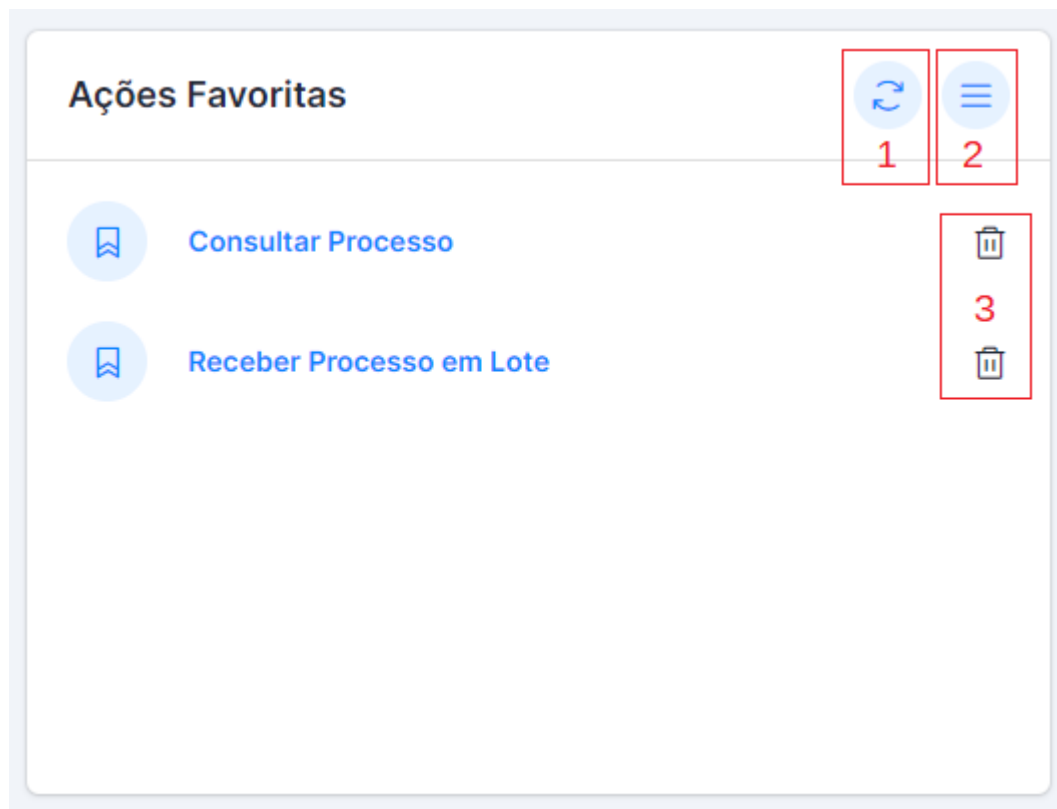 Ações Favoritas
1
2
Consultar Processo
3
Receber Processo em Lote